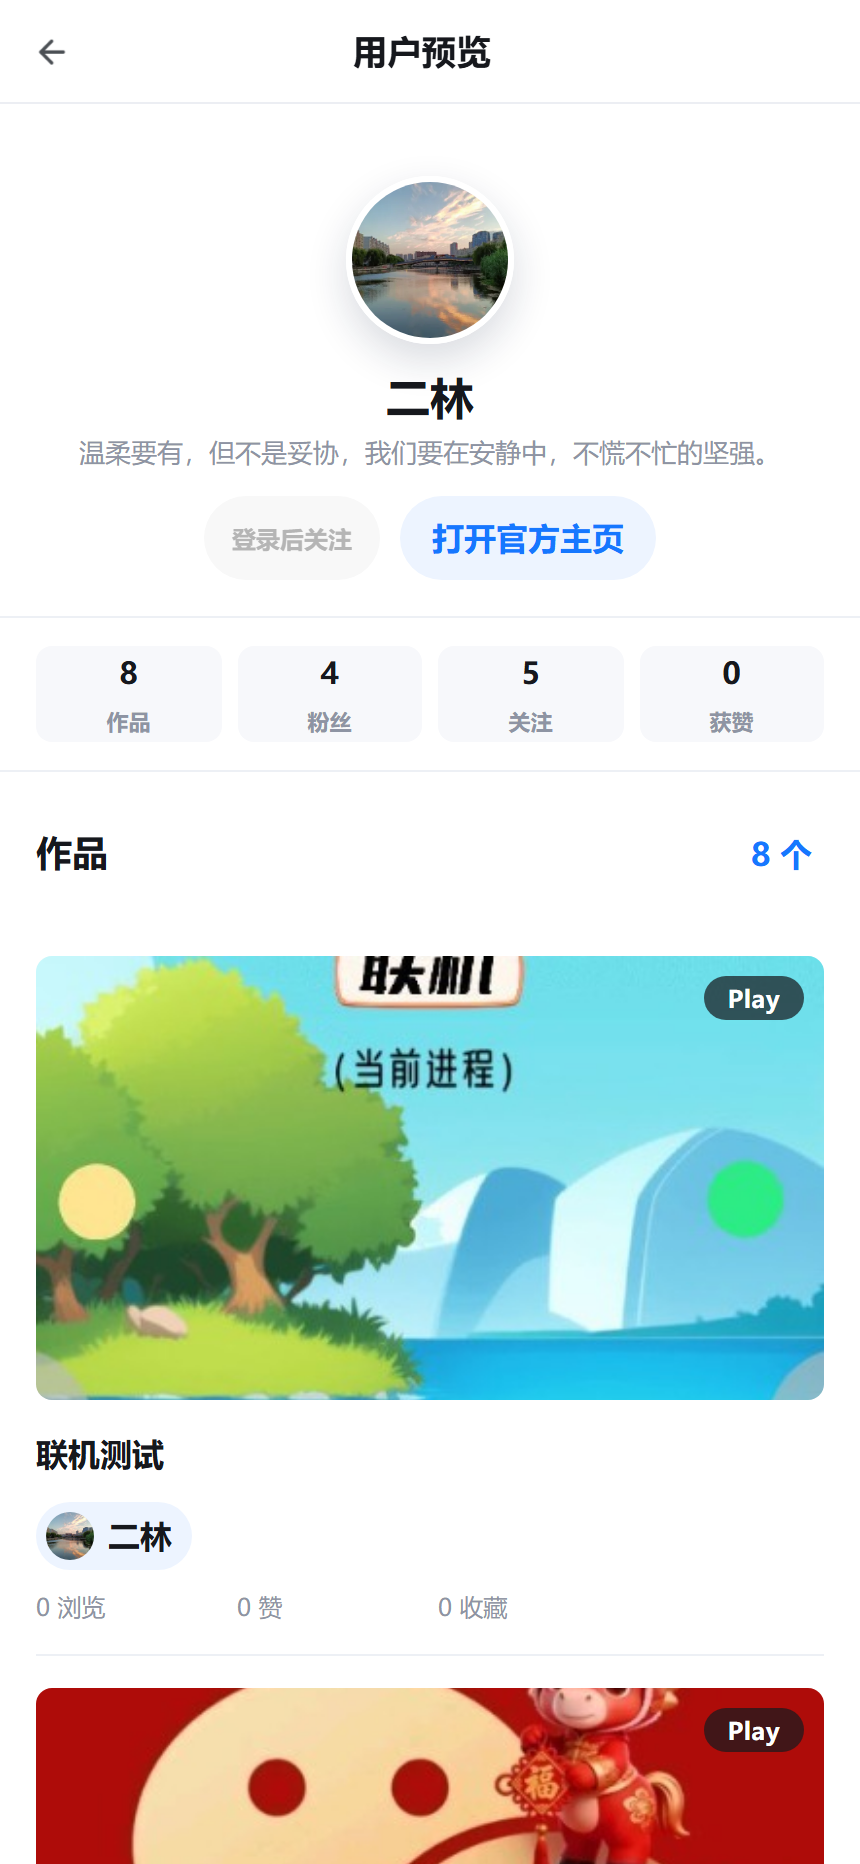 用户预览
二林
温柔要有，但不是妥协，我们要在安静中，不慌不忙的坚强。
登录后关注
打开官方主页
8
作品
4
粉丝
5
关注
0
获赞
作品
8 个
联机
Play
(当前进程)
联机测试
二林
0 浏览
0 赞
0 收藏
Play
福